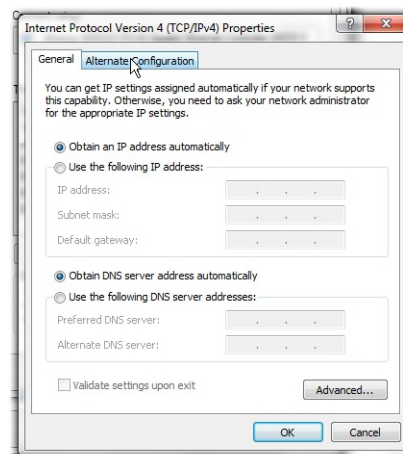 Internet Protocol Version 4 (TCP/IPv4) Properties
General
Alternate Configuration
You can get IP settings assigned automatically if your network supports
this capability. Otherwise, you need to ask your network administrator
for the appropriate IP settings.
Obtain an IP address automatically
Use the following IP address:
IP address:
Subnet mask:
Default gateway:
Obtain DNS server address automatically
Use the following DNS server addresses:
Preferred DNS server:
Alternate DNS server:
Validate settings upon exit
Advanced...
OK
Cancel